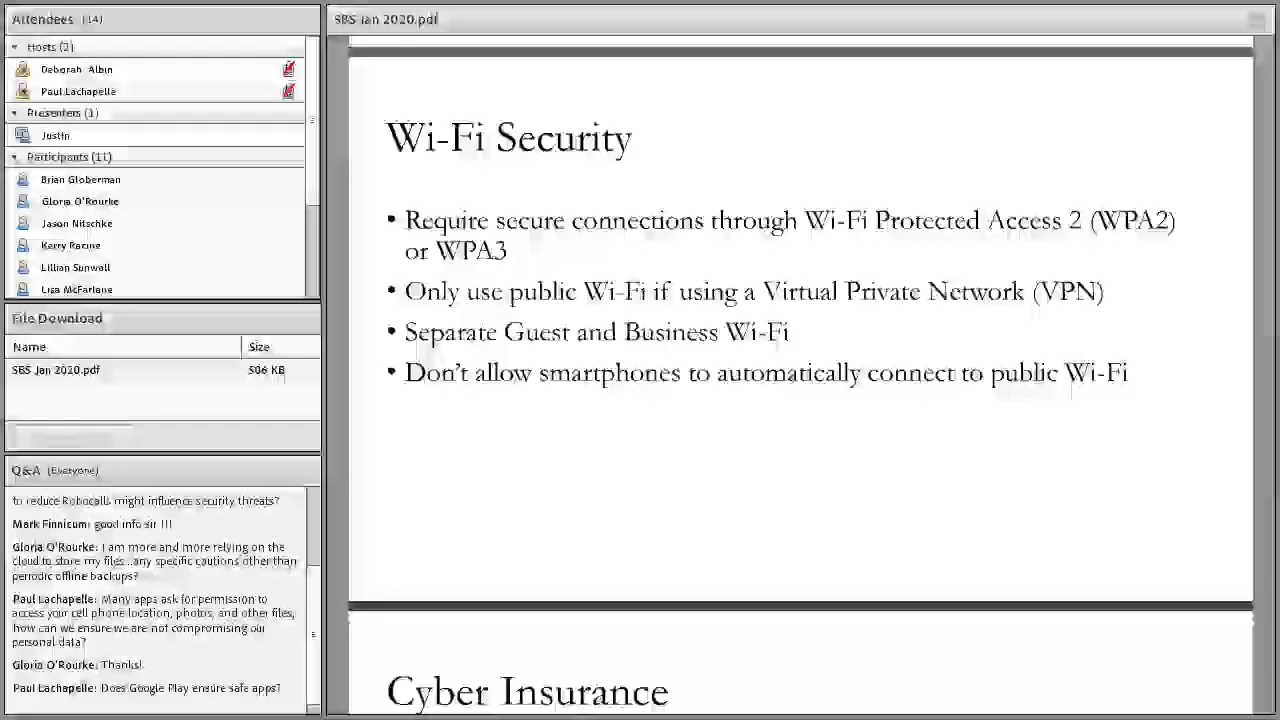 Attendees (14)
Hosts (2)
Deborah Albin
Paul Lachapelle
Presenters (1)
Justin
Participants (11)
Brian Globerman
Gloria O'Rourke
Jason Nitschke
Karry Racine
Lillian Sunwall
Lisa McFarlane
File Download
Name Size
SBS Jan 2020.pdf 506 KB
Q&A (Everyone)
to reduce Robocalls might influence security threats?
Mark Finnicum: good info sir !!!
Gloria O'Rourke: I am more and more relying on the
cloud to store my files...any specific cautions other than
periodic offline backups?
Paul Lachapelle: Many apps ask for permission to
access your cell phone location, photos, and other files,
how can we ensure we are not compromising our
personal data?
Gloria O'Rourke: Thanks!
Paul Lachapelle: Does Google Play ensure safe apps?
SBS Jan 2020.pdf
Wi-Fi Security
• Require secure connections through Wi-Fi Protected Access 2 (WPA2)
or WPA3
• Only use public Wi-Fi if using a Virtual Private Network (VPN)
• Separate Guest and Business Wi-Fi
• Don't allow smartphones to automatically connect to public Wi-Fi
Cyber Insurance